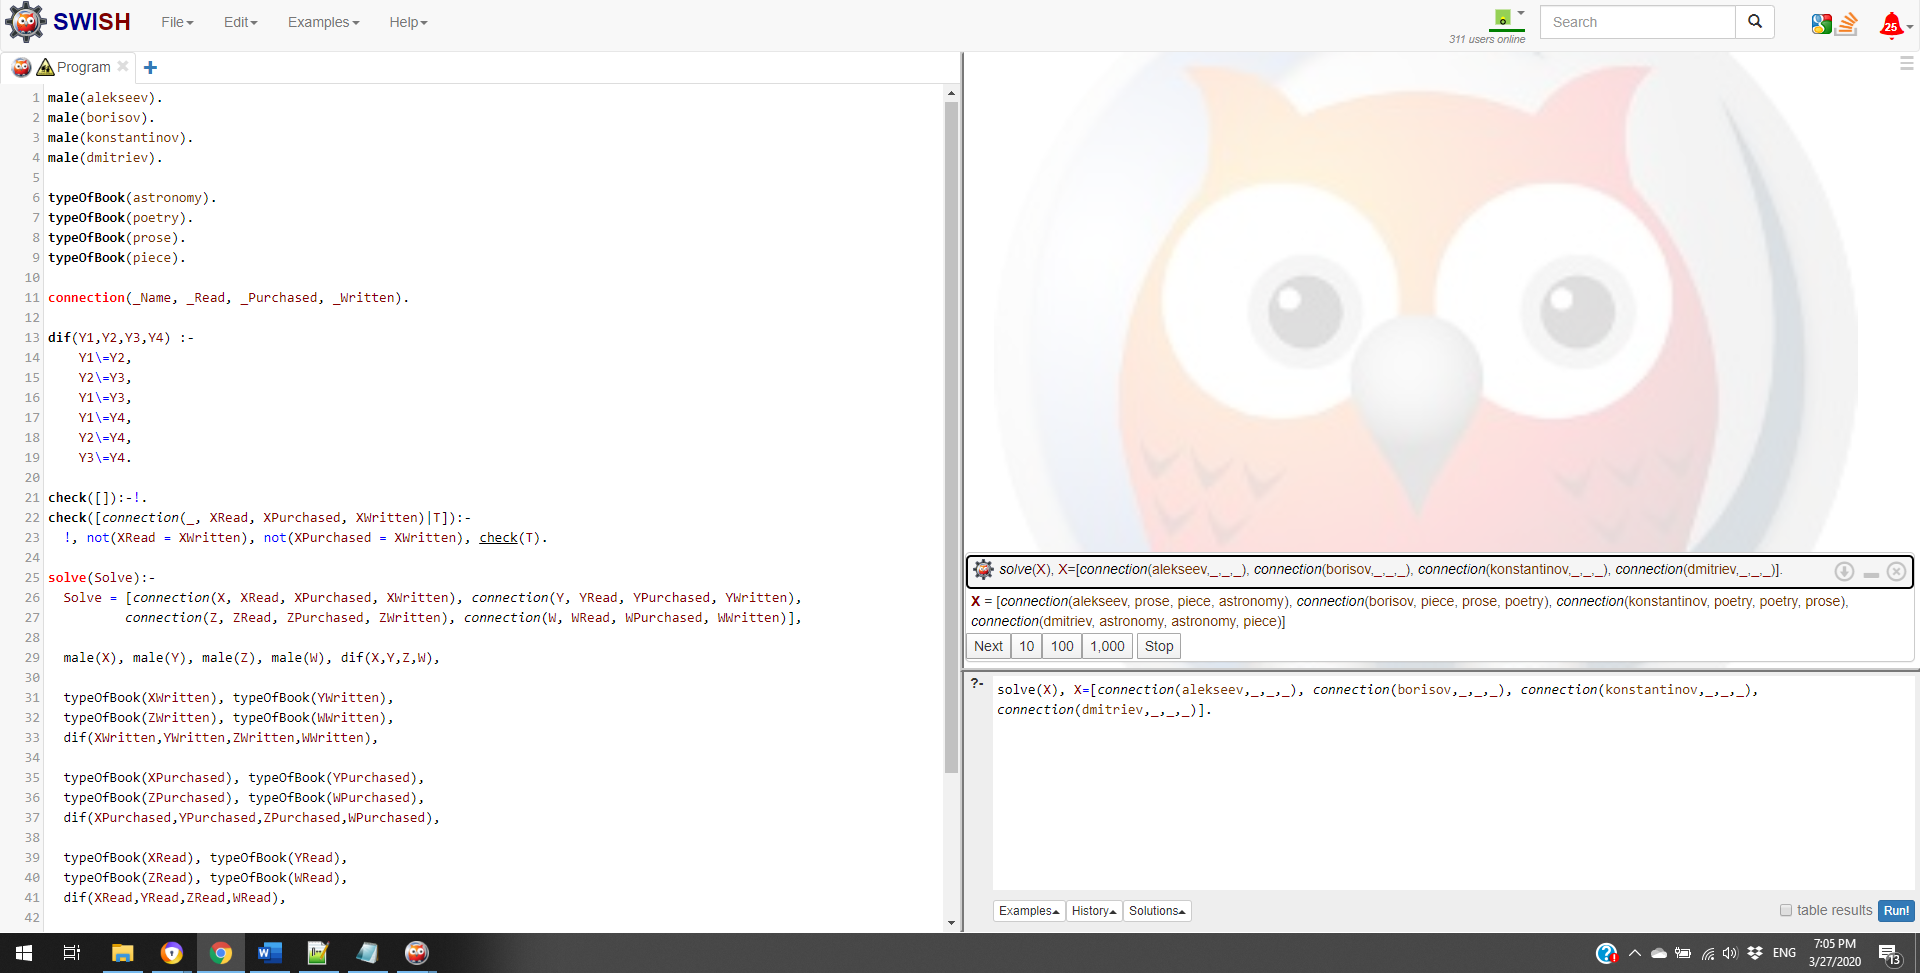 SWISH File Edit Examples Help 311 users online Search 25
Program
1 male(alekseev).
2 male(borisov).
3 male(konstantinov).
4 male(dmitriev).
5
6 typeOfBook(astronomy).
7 typeOfBook(poetry).
8 typeOfBook(prose).
9 typeOfBook(piece).
10
11 connection(_Name, _Read, _Purchased, _Written).
12
13 dif(Y1,Y2,Y3,Y4) :-
14 Y1\=Y2,
15 Y2\=Y3,
16 Y1\=Y3,
17 Y1\=Y4,
18 Y2\=Y4,
19 Y3\=Y4.
20
21 check([]):-!.
22 check([connection(_, XRead, XPurchased, XWritten)|T]):-
23 !, not(XRead = XWritten), not(XPurchased = XWritten), check(T).
24
25 solve(Solve):-
26 Solve = [connection(X, XRead, XPurchased, XWritten), connection(Y, YRead, YPurchased, YWritten),
27 connection(Z, ZRead, ZPurchased, ZWritten), connection(W, WRead, WPurchased, WWritten)],
28
29 male(X), male(Y), male(Z), male(W), dif(X,Y,Z,W),
30
31 typeOfBook(XWritten), typeOfBook(YWritten),
32 typeOfBook(ZWritten), typeOfBook(WWritten),
33 dif(XWritten,YWritten,ZWritten,WWritten),
34
35 typeOfBook(XPurchased), typeOfBook(YPurchased),
36 typeOfBook(ZPurchased), typeOfBook(WPurchased),
37 dif(XPurchased,YPurchased,ZPurchased,WPurchased),
38
39 typeOfBook(XRead), typeOfBook(YRead),
40 typeOfBook(ZRead), typeOfBook(WRead),
41 dif(XRead,YRead,ZRead,WRead),
42
solve(X), X=[connection(alekseev,_,_,_), connection(borisov,_,_,_), connection(konstantinov,_,_,_), connection(dmitriev,_,_,_)].
X = [connection(alekseev, prose, piece, astronomy), connection(borisov, piece, prose, poetry), connection(konstantinov, poetry, poetry, prose),
connection(dmitriev, astronomy, astronomy, piece)]
Next 10 100 1,000 Stop
?- solve(X), X=[connection(alekseev,_,_,_), connection(borisov,_,_,_), connection(konstantinov,_,_,_),
connection(dmitriev,_,_,_)].
Examples History Solutions table results Run!
ENG 7:05 PM
3/27/2020 13